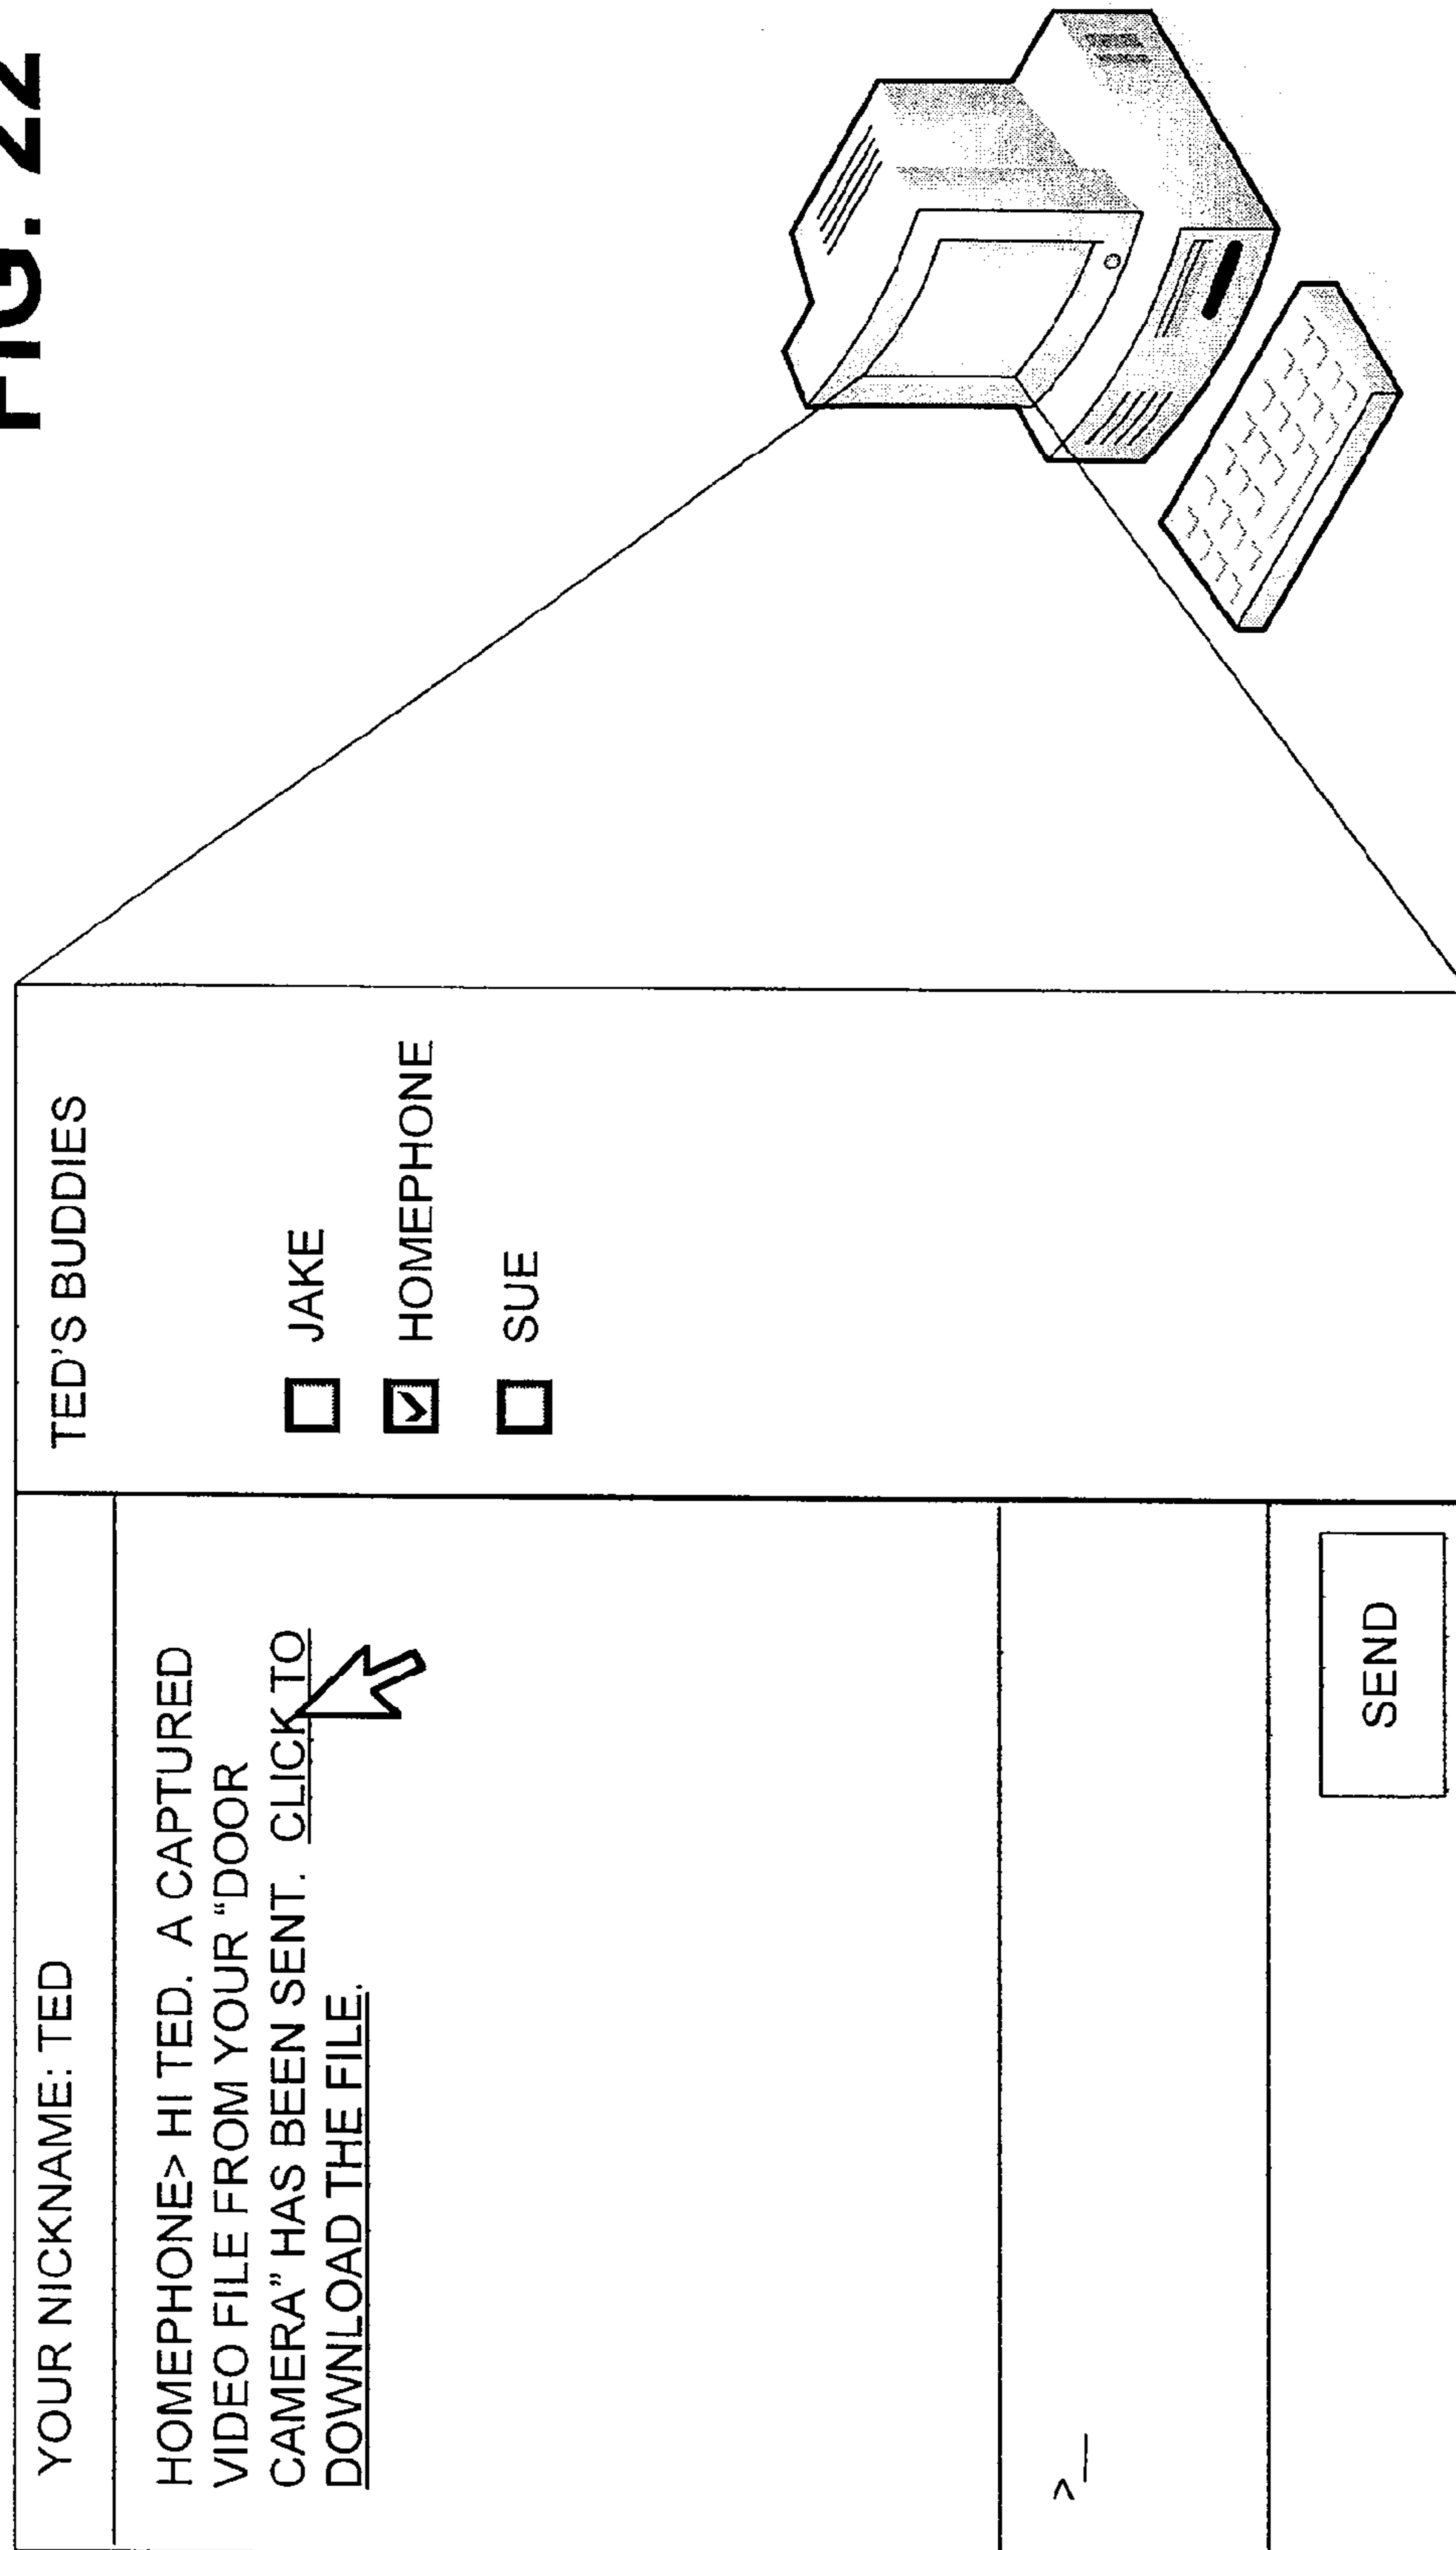 FIG. 22
YOUR NICKNAME: TED
HOMEPHONE> HI TED. A CAPTURED
VIDEO FILE FROM YOUR “DOOR
CAMERA” HAS BEEN SENT. CLICK TO
DOWNLOAD THE FILE.
>_
SEND
TED'S BUDDIES
JAKE
HOMEPHONE
SUE